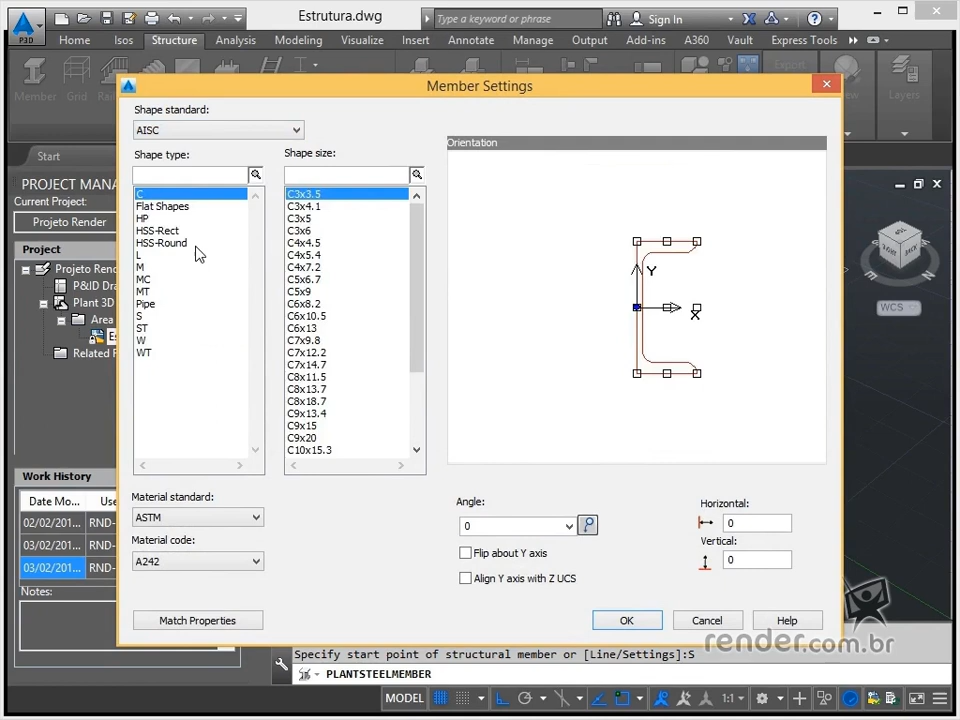 Estrutura.dwg
Type a keyword or phrase
Sign In
P3D
Home
Isos
Structure
Analysis
Modeling
Visualize
Insert
Annotate
Manage
Output
Add-ins
A360
Vault
Express Tools
Member
Grid
Export
Layers
Start
PROJECT MANA
Current Project:
Projeto Render
Project
Projeto Rende
P&ID Dra
Plant 3D
Area
Related F
Work History
Date Mo...
Use
02/02/201...
RND-
03/02/201...
RND-
03/02/201...
RND-
Notes:
Member Settings
Shape standard:
AISC
Shape type:
C
Flat Shapes
HP
HSS-Rect
HSS-Round
L
M
MC
MT
Pipe
S
ST
W
WT
Shape size:
C3x3.5
C3x4.1
C3x5
C3x6
C4x4.5
C4x5.4
C4x7.2
C5x6.7
C5x9
C6x8.2
C6x10.5
C6x13
C7x9.8
C7x12.2
C7x14.7
C8x11.5
C8x13.7
C8x18.7
C9x13.4
C9x15
C9x20
C10x15.3
Orientation
Y
X
Material standard:
ASTM
Material code:
A242
Angle:
0
Flip about Y axis
Align Y axis with Z UCS
Horizontal:
0
Vertical:
0
Match Properties
OK
Cancel
Help
WCS
render.com.br
Specify start point of structural member or [Line/Settings]:S
PLANTSTEELMEMBER
MODEL
1:1